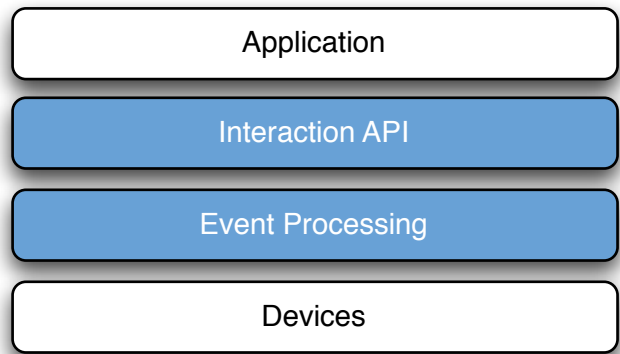 Application
Interaction API
Event Processing
Devices